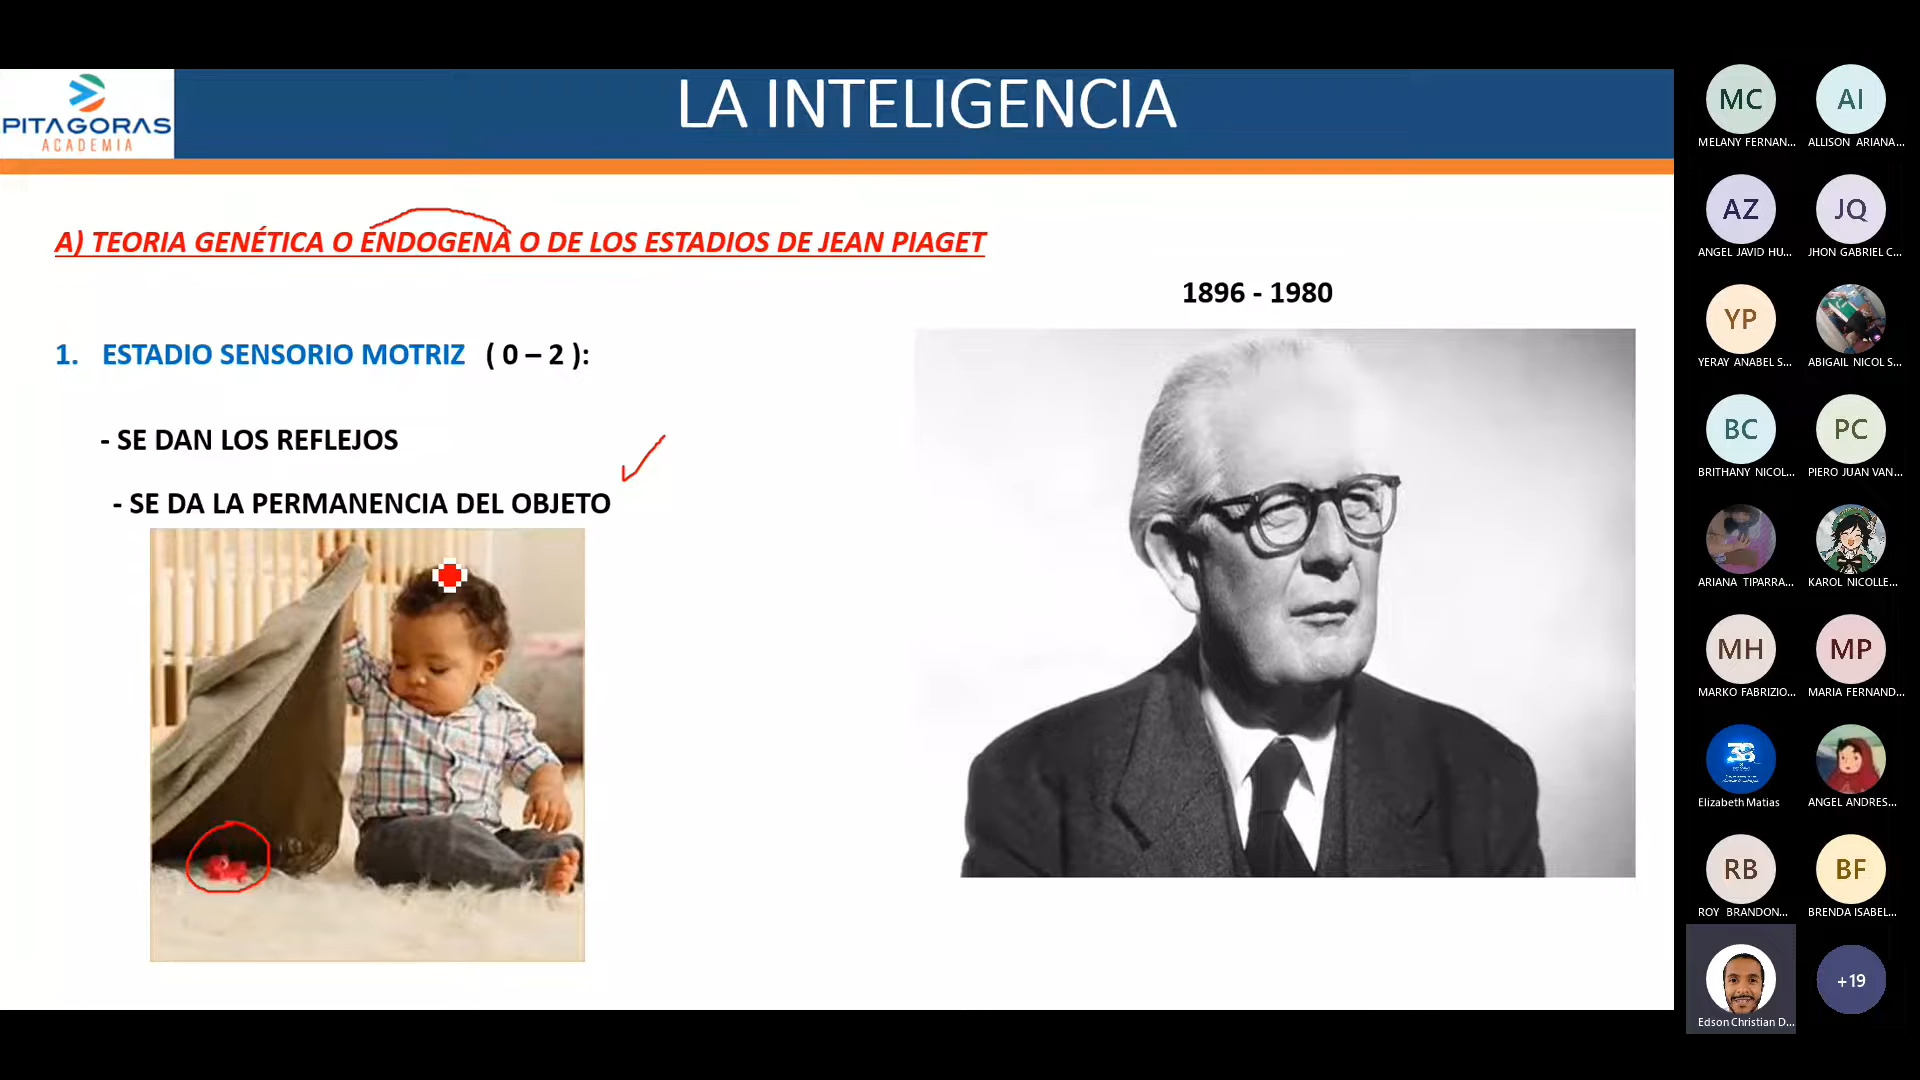 PITAGORAS
ACADEMIA
LA INTELIGENCIA
A) TEORIA GENÉTICA O ENDOGENA O DE LOS ESTADIOS DE JEAN PIAGET
1896 - 1980
1. ESTADIO SENSORIO MOTRIZ ( 0 – 2 ):
- SE DAN LOS REFLEJOS
- SE DA LA PERMANENCIA DEL OBJETO
MC AI
MELANY FERNAN... ALLISON ARIANA...
AZ JQ
ANGEL JAVID HU... JHON GABRIEL C...
YP
YERAY ANABEL S... ABIGAIL NICOL S...
BC PC
BRITHANY NICOL... PIERO JUAN VAN...
ARIANA TIPARRA... KAROL NICOLLE...
MH MP
MARKO FABRIZIO... MARIA FERNAND...
Elizabeth Matias ANGEL ANDRES...
RB BF
ROY BRANDON... BRENDA ISABEL...
+19
Edson Christian D...